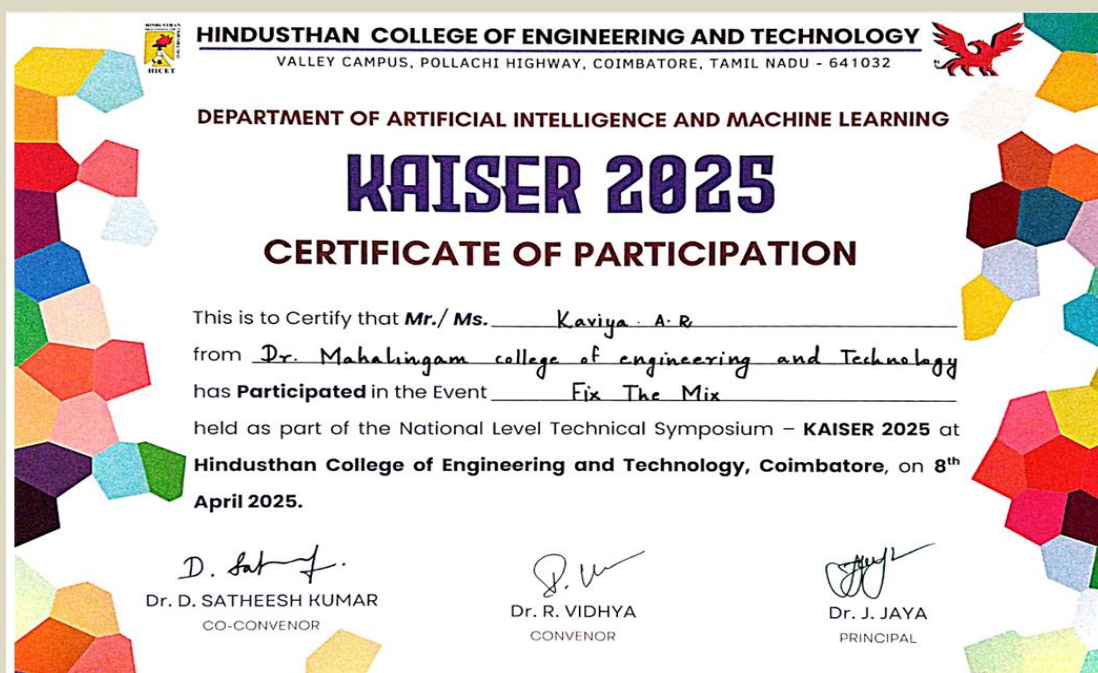 HINDUSTHAN COLLEGE OF ENGINEERING AND TECHNOLOGY
VALLEY CAMPUS, POLLACHI HIGHWAY, COIMBATORE, TAMIL NADU - 641032
HICET
DEPARTMENT OF ARTIFICIAL INTELLIGENCE AND MACHINE LEARNING
KAISER 2025
CERTIFICATE OF PARTICIPATION
This is to Certify that Mr./ Ms. Kaviya. A.R
from Dr. Mahalingam college of engineering and Technology
has Participated in the Event Fix The Mix
held as part of the National Level Technical Symposium – KAISER 2025 at
Hindusthan College of Engineering and Technology, Coimbatore, on 8th
April 2025.
Dr. D. SATHEESH KUMAR
CO-CONVENOR
Dr. R. VIDHYA
CONVENOR
Dr. J. JAYA
PRINCIPAL